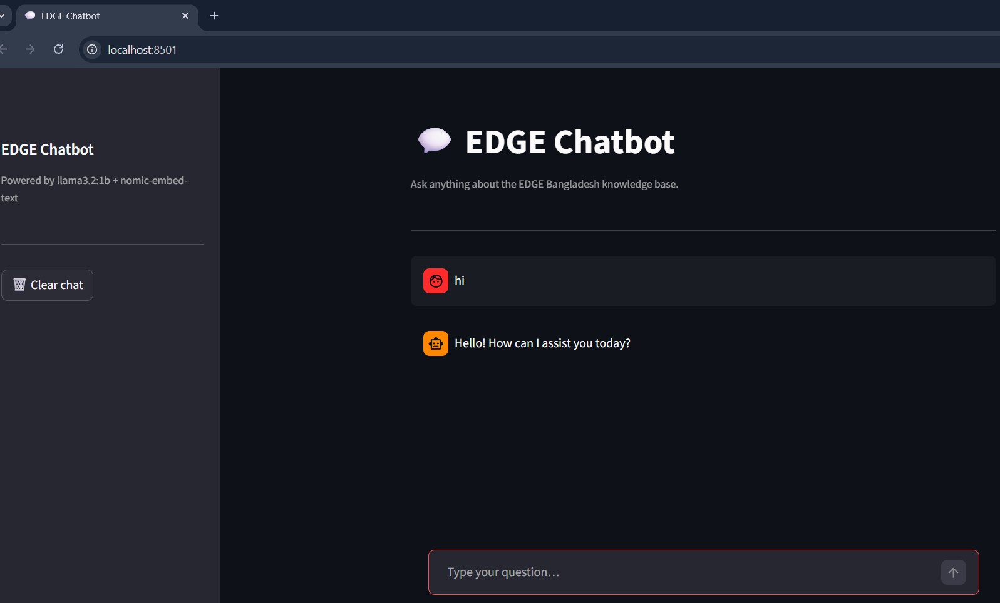 EDGE Chatbot
localhost:8501
EDGE Chatbot
Powered by llama3.2:1b + nomic-embed-
text
Clear chat
EDGE Chatbot
Ask anything about the EDGE Bangladesh knowledge base.
hi
Hello! How can I assist you today?
Type your question…